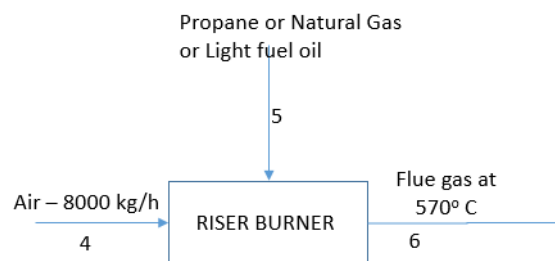 Propane or Natural Gas
or Light fuel oil
5
Air – 8000 kg/h
4
RISER BURNER
Flue gas at
570° C
6